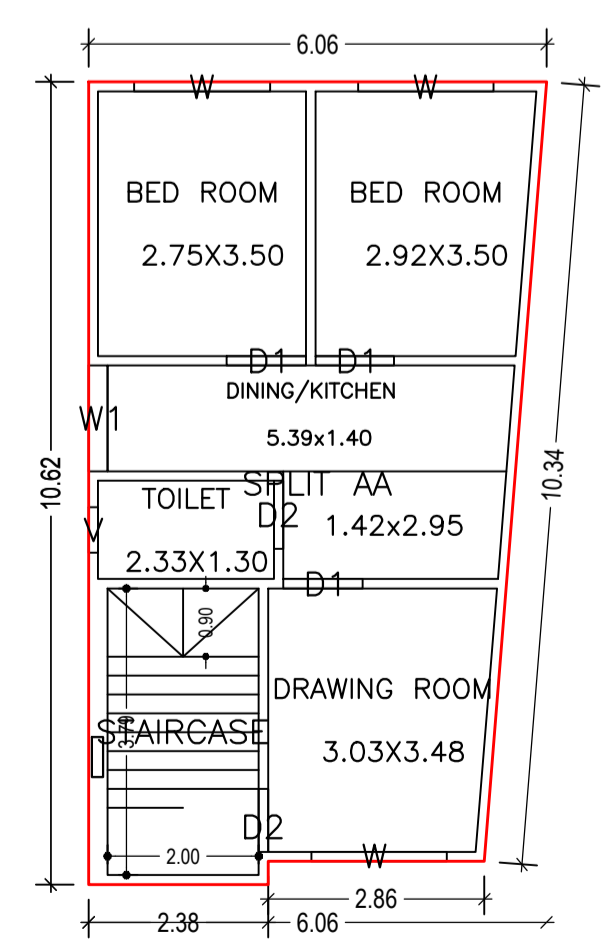 6.06
W W
BED ROOM BED ROOM
2.75X3.50 2.92X3.50
D1 D1
DINING/KITCHEN
W1
5.39x1.40
10.62
10.34
SPLIT AA
TOILET
D2
1.42x2.95
V
2.33X1.30
D1
0.90
DRAWING ROOM
STAIRCASE
3.79
3.03X3.48
D2
2.00
W
2.86
2.38
6.06